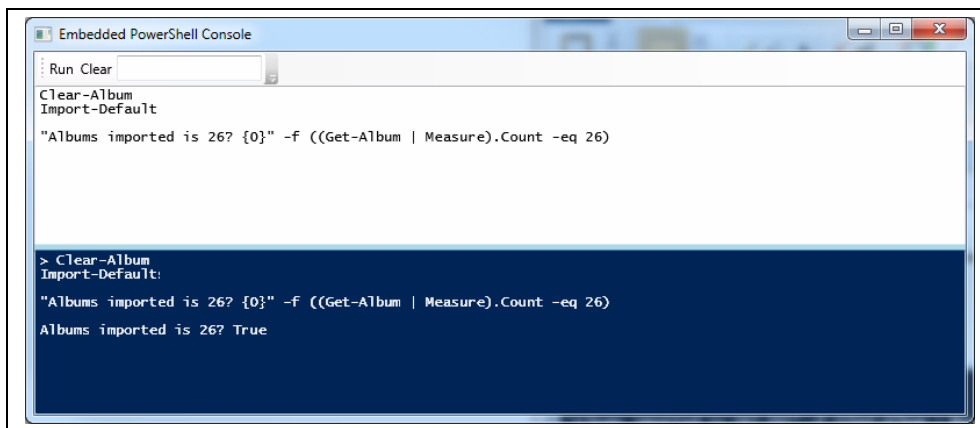 Embedded PowerShell Console
Run Clear
Clear-Album
Import-Default
"Albums imported is 26? {0}" -f ((Get-Album | Measure).Count -eq 26)
> Clear-Album
Import-Default:
"Albums imported is 26? {0}" -f ((Get-Album | Measure).Count -eq 26)
Albums imported is 26? True